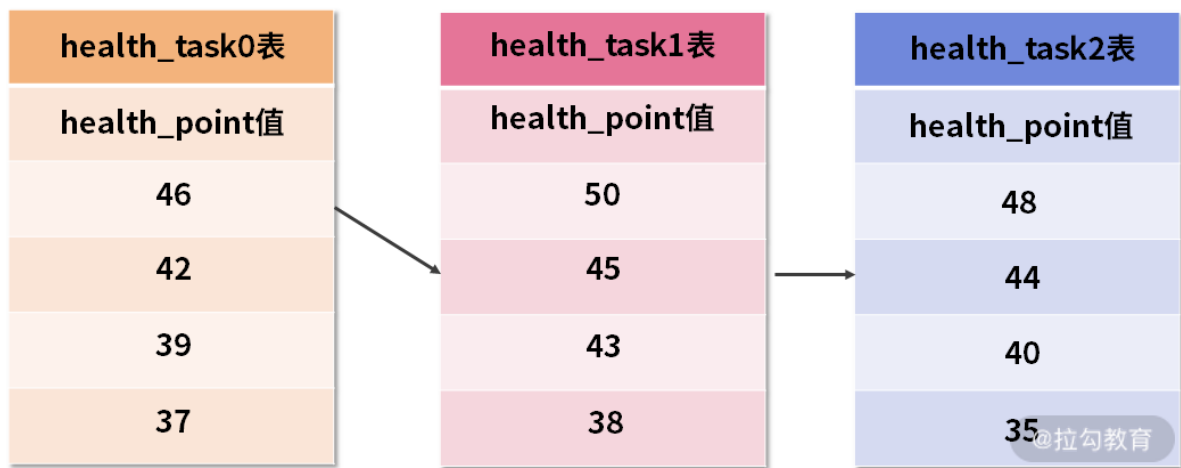 health_task0表
health_point值
46
42
39
37
health_task1表
health_point值
50
45
43
38
health_task2表
health_point值
48
44
40
35
@拉勾教育